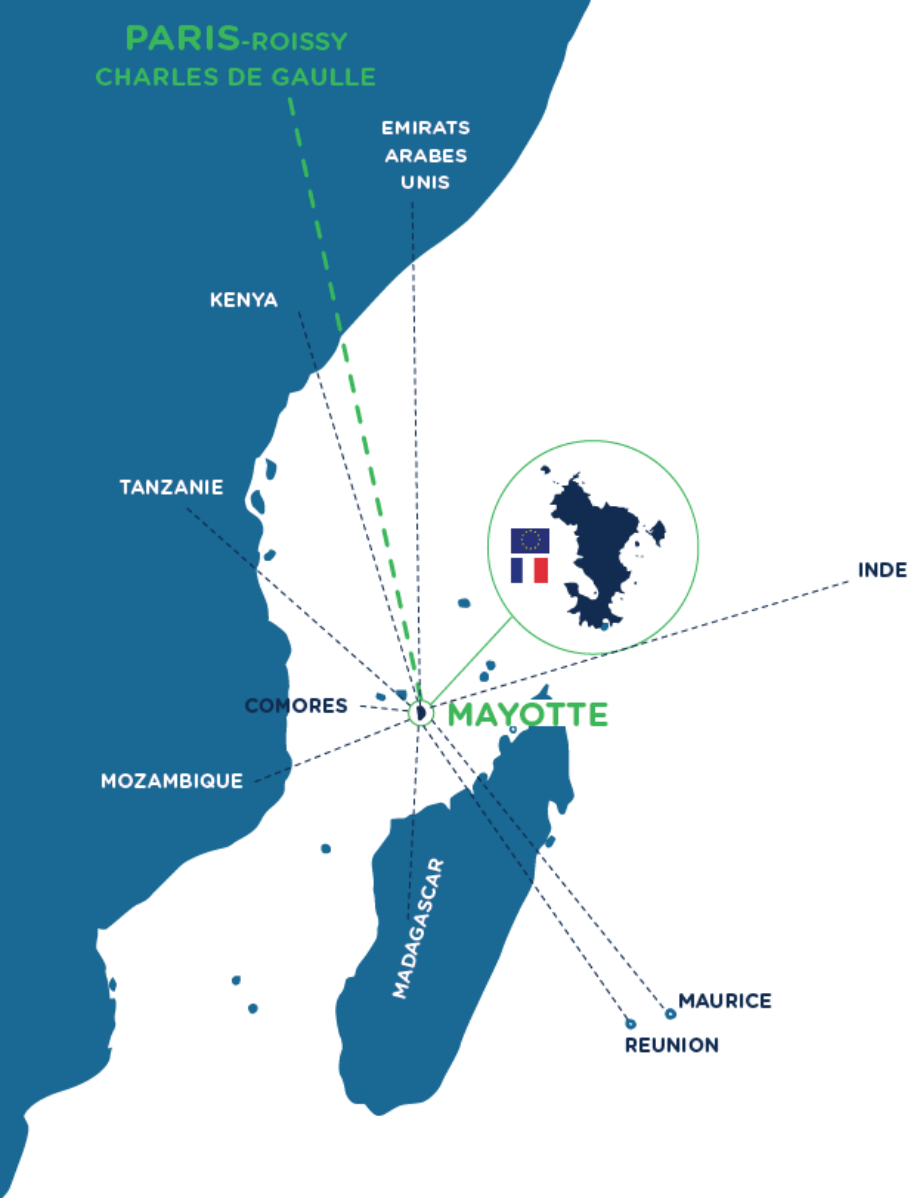 PARIS-ROISSY
CHARLES DE GAULLE
EMIRATS
ARABES
UNIS
KENYA
TANZANIE
INDE
COMORES
MAYOTTE
MOZAMBIQUE
MADAGASCAR
MAURICE
REUNION